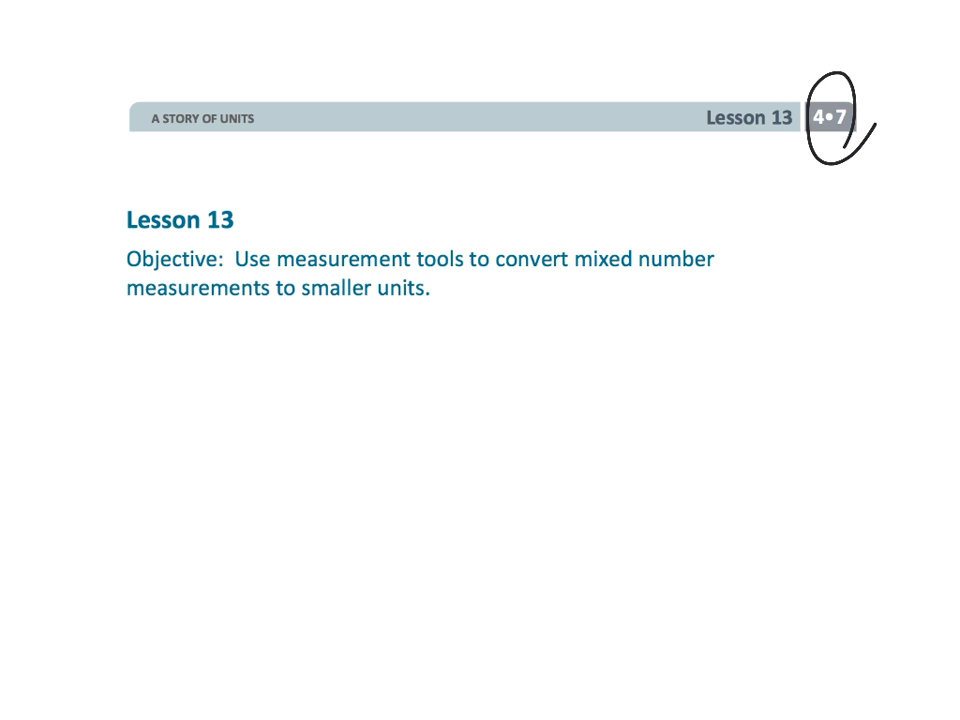 A STORY OF UNITS
Lesson 13
4•7
Lesson 13
Objective: Use measurement tools to convert mixed number
measurements to smaller units.